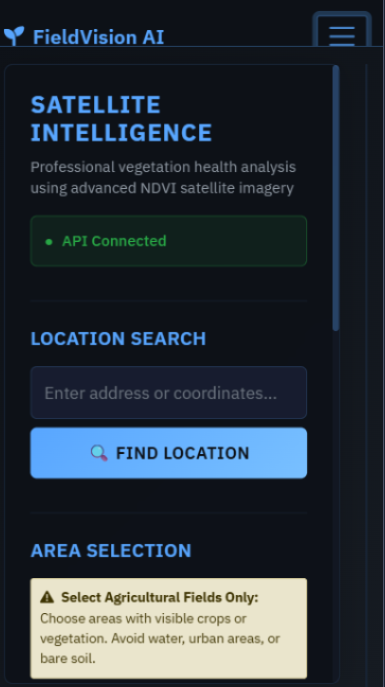 FieldVision AI
SATELLITE
INTELLIGENCE
Professional vegetation health analysis
using advanced NDVI satellite imagery
● API Connected
LOCATION SEARCH
Enter address or coordinates...
🔍 FIND LOCATION
AREA SELECTION
⚠ Select Agricultural Fields Only:
Choose areas with visible crops or
vegetation. Avoid water, urban areas, or
bare soil.